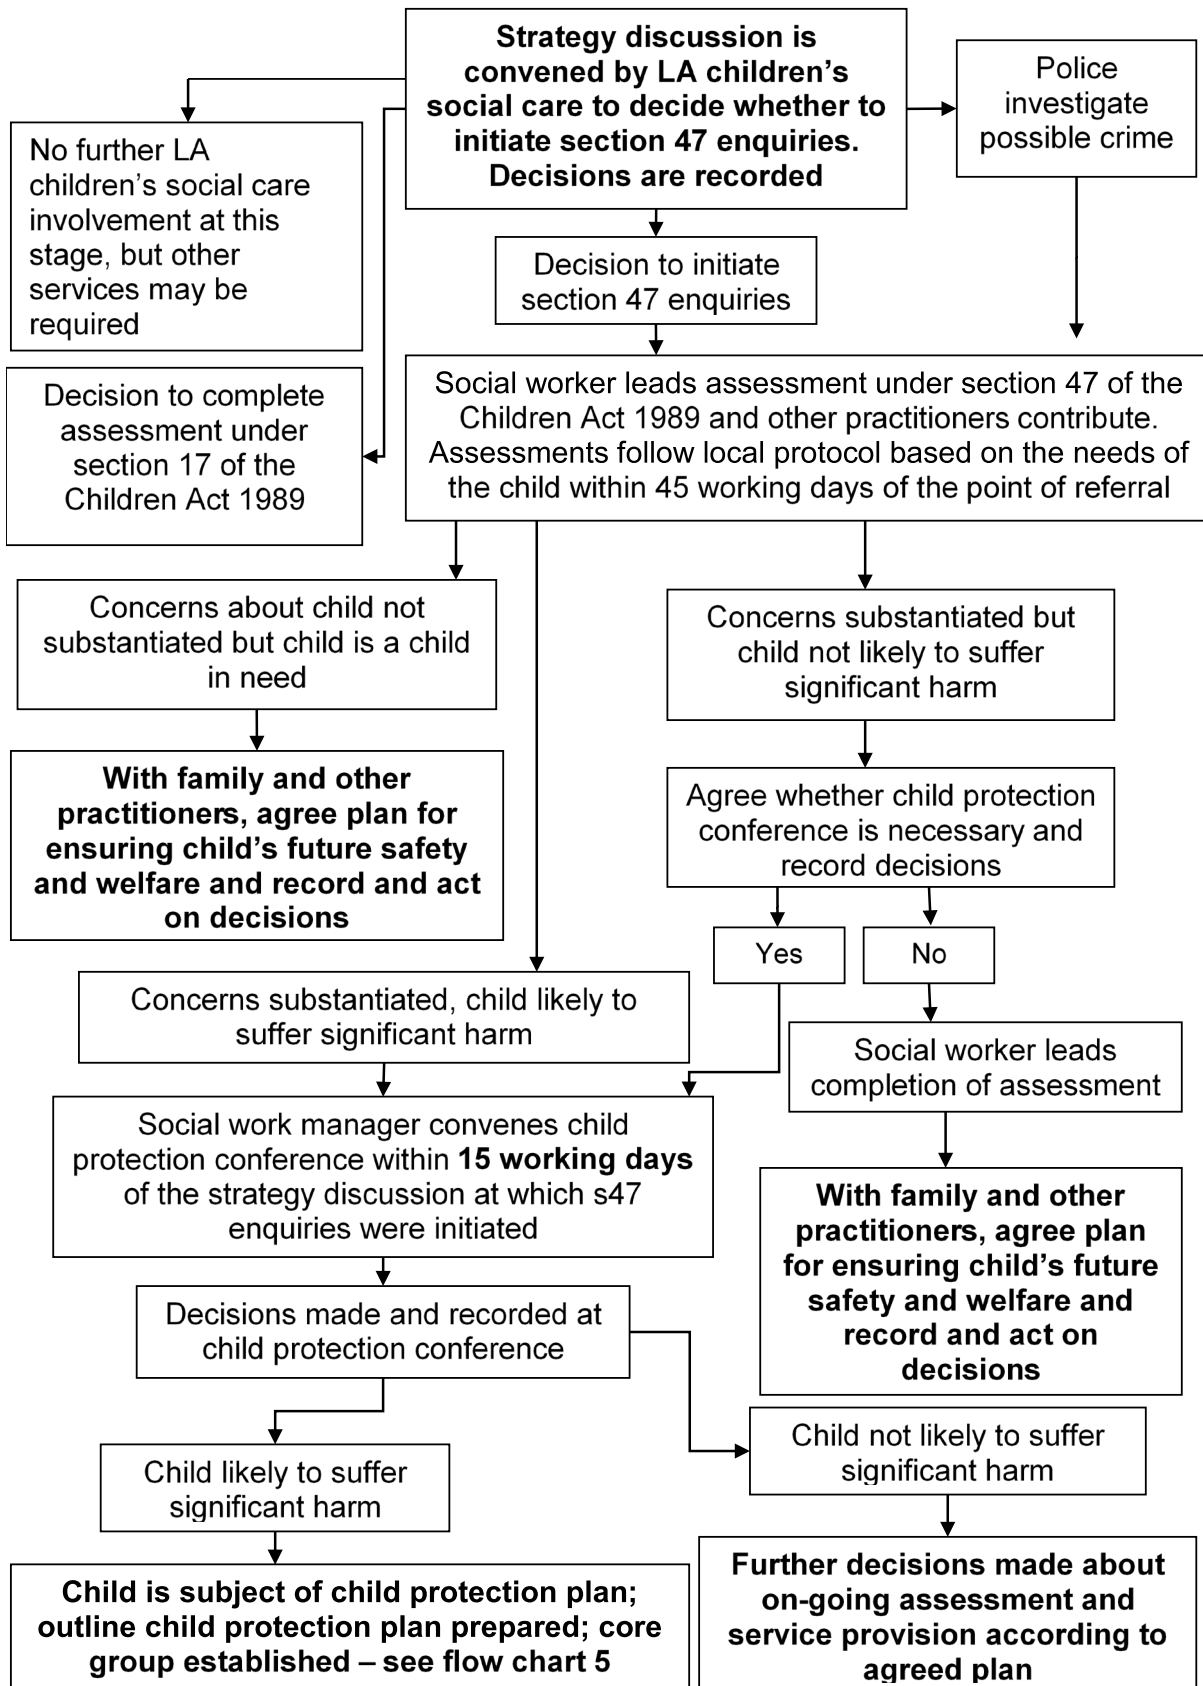 Strategy discussion is
convened by LA children’s
social care to decide whether to
initiate section 47 enquiries.
Decisions are recorded
Police
investigate
possible crime
No further LA
children’s social care
involvement at this
stage, but other
services may be
required
Decision to initiate
section 47 enquiries
Decision to complete
assessment under
section 17 of the
Children Act 1989
Social worker leads assessment under section 47 of the
Children Act 1989 and other practitioners contribute.
Assessments follow local protocol based on the needs of
the child within 45 working days of the point of referral
Concerns about child not
substantiated but child is a child
in need
Concerns substantiated but
child not likely to suffer
significant harm
With family and other
practitioners, agree plan for
ensuring child’s future safety
and welfare and record and act
on decisions
Agree whether child protection
conference is necessary and
record decisions
Yes
No
Concerns substantiated, child likely to
suffer significant harm
Social worker leads
completion of assessment
Social work manager convenes child
protection conference within 15 working days
of the strategy discussion at which s47
enquiries were initiated
With family and other
practitioners, agree plan
for ensuring child’s future
safety and welfare and
record and act on
decisions
Decisions made and recorded at
child protection conference
Child likely to suffer
significant harm
Child not likely to suffer
significant harm
Child is subject of child protection plan;
outline child protection plan prepared; core
group established – see flow chart 5
Further decisions made about
on-going assessment and
service provision according to
agreed plan